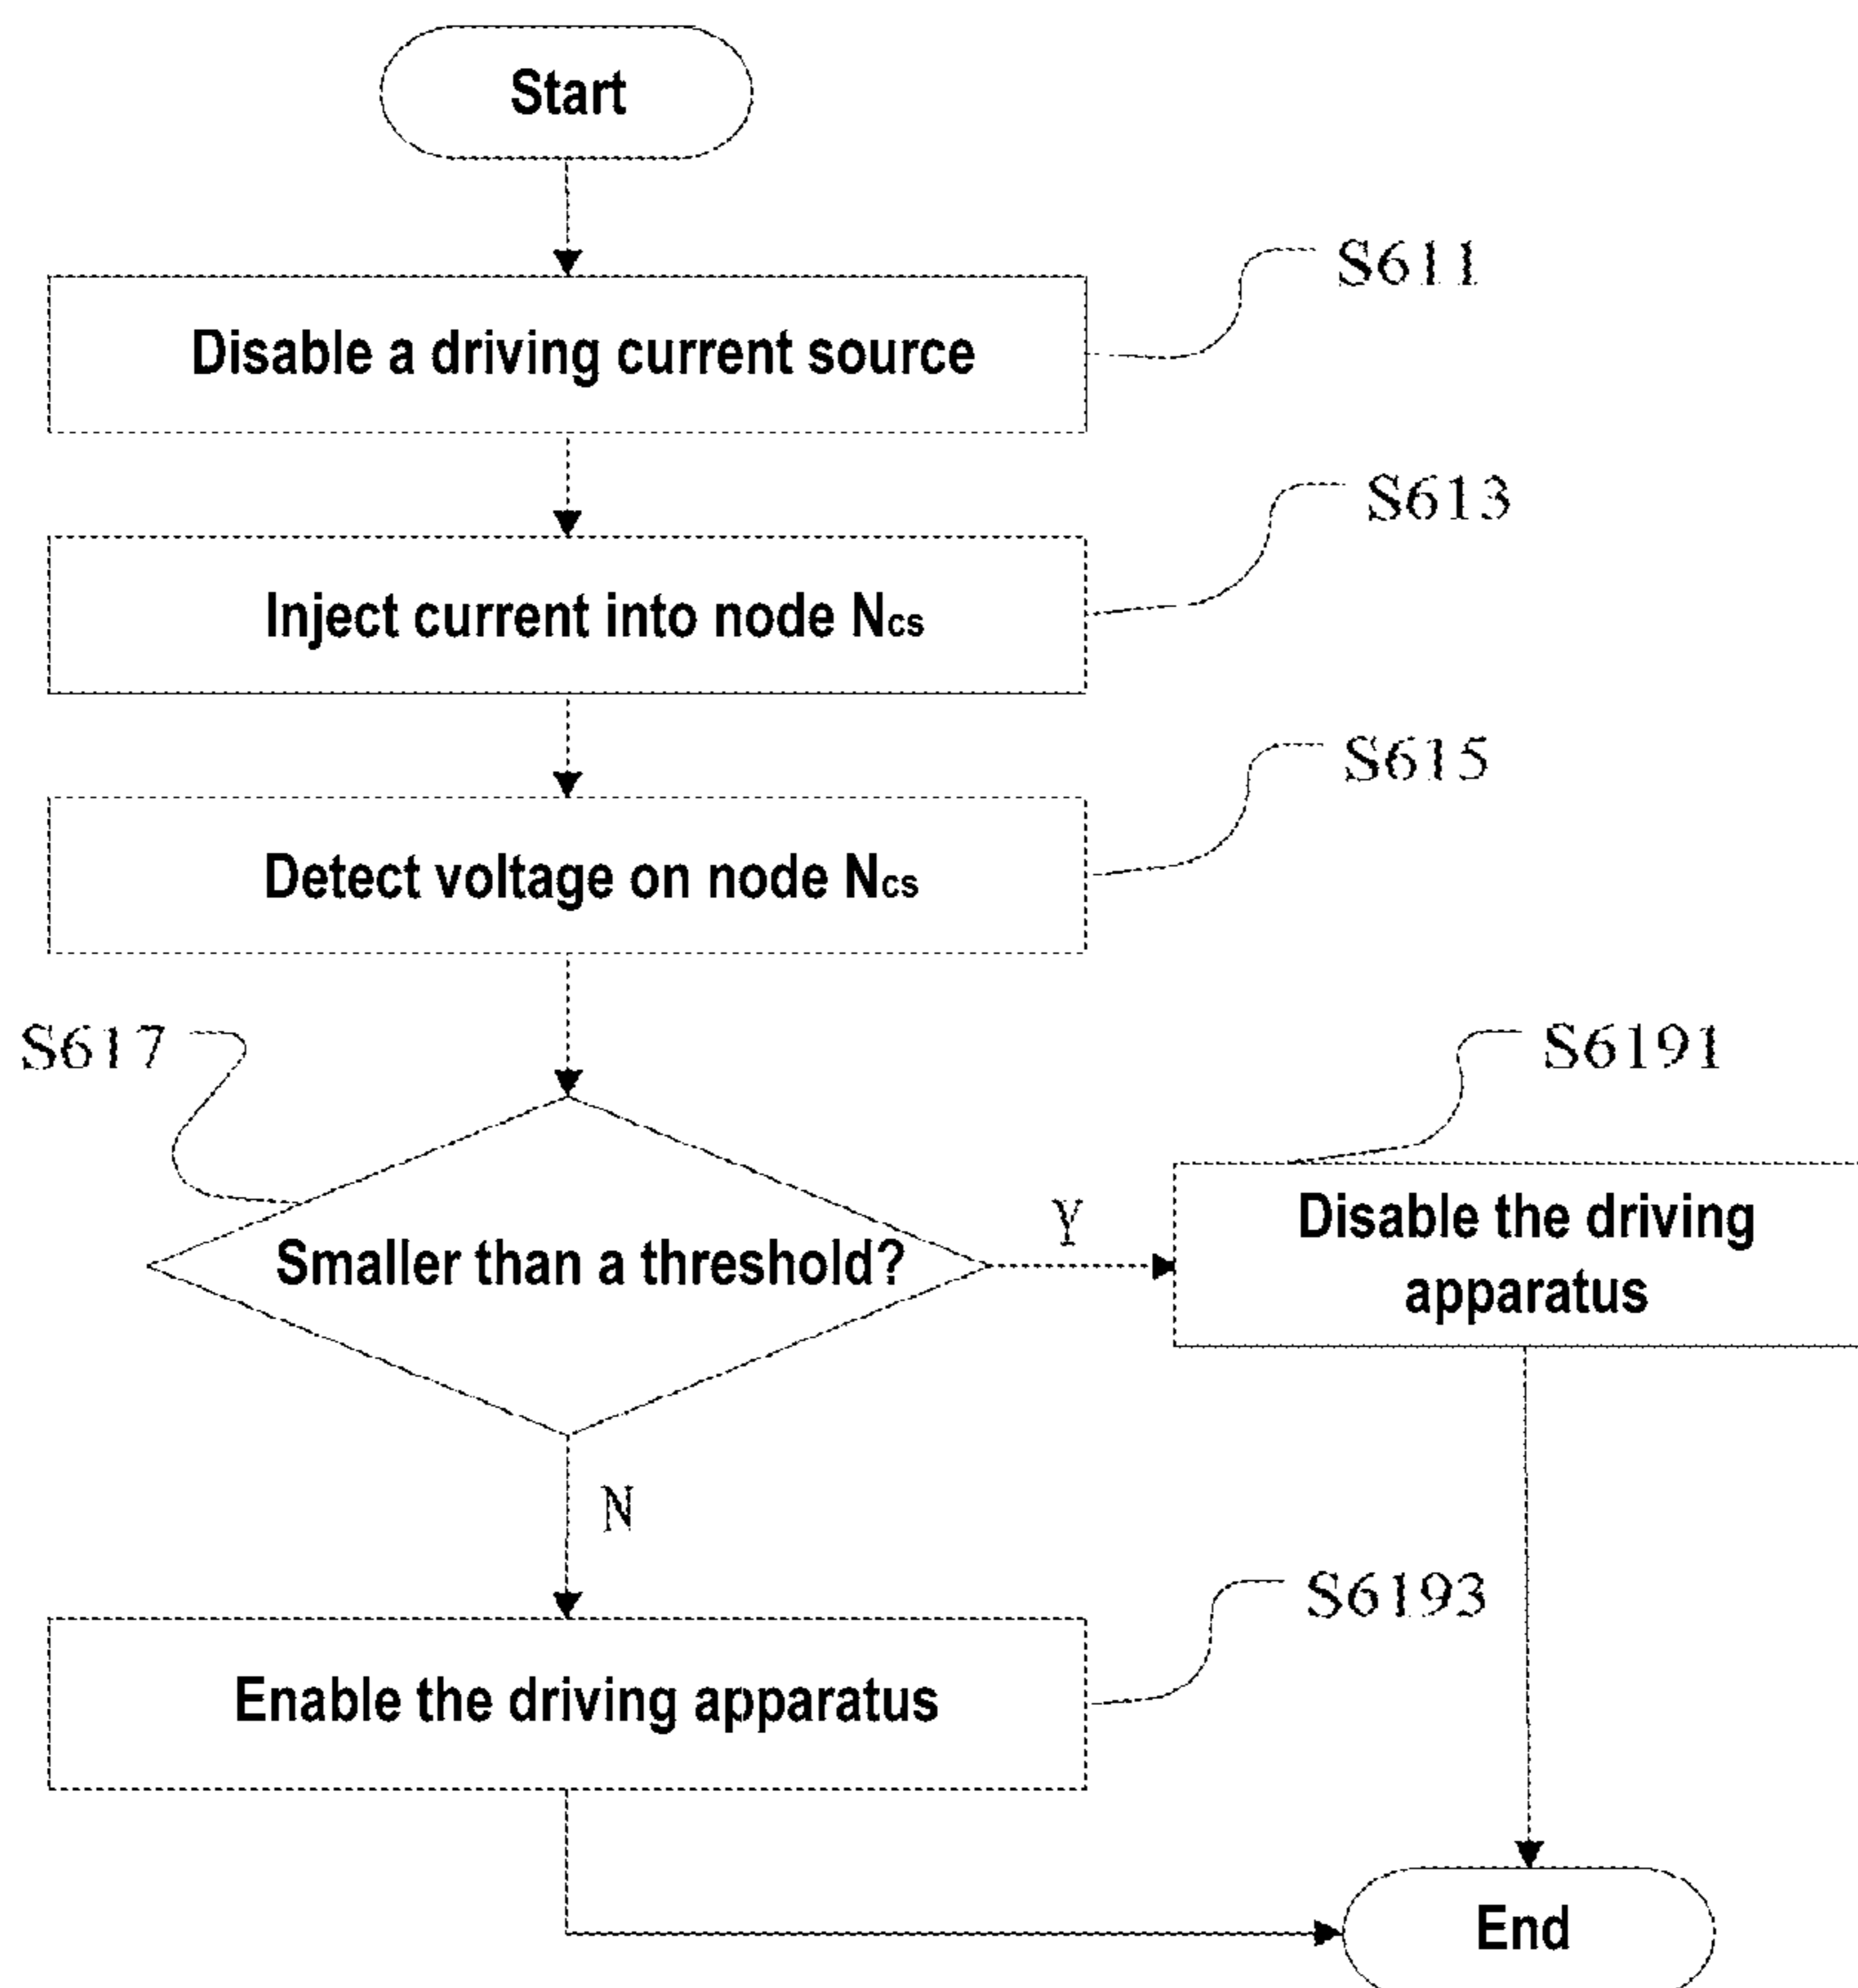 Start
S611
Disable a driving current source
S613
Inject current into node Ncs
S615
Detect voltage on node Ncs
S617
S6191
Smaller than a threshold?
Y
Disable the driving
apparatus
N
S6193
Enable the driving apparatus
End